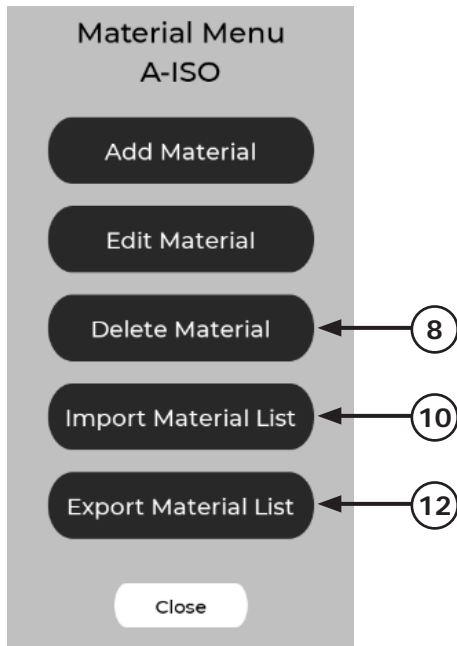 Material Menu
A-ISO
Add Material
Edit Material
Delete Material
8
Import Material List
10
Export Material List
12
Close